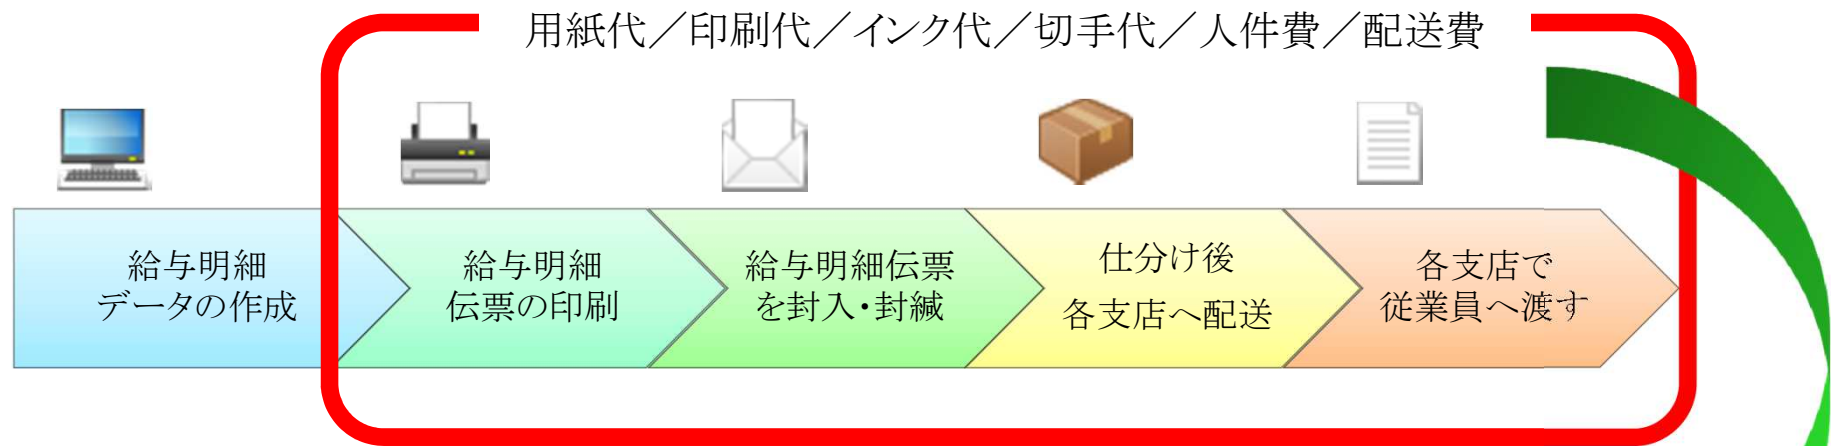 用紙代／印刷代／インク代／切手代／人件費／配送費
給与明細
データの作成
給与明細
伝票の印刷
給与明細伝票
を封入・封緘
仕分け後
各支店へ配送
各支店で
従業員へ渡す